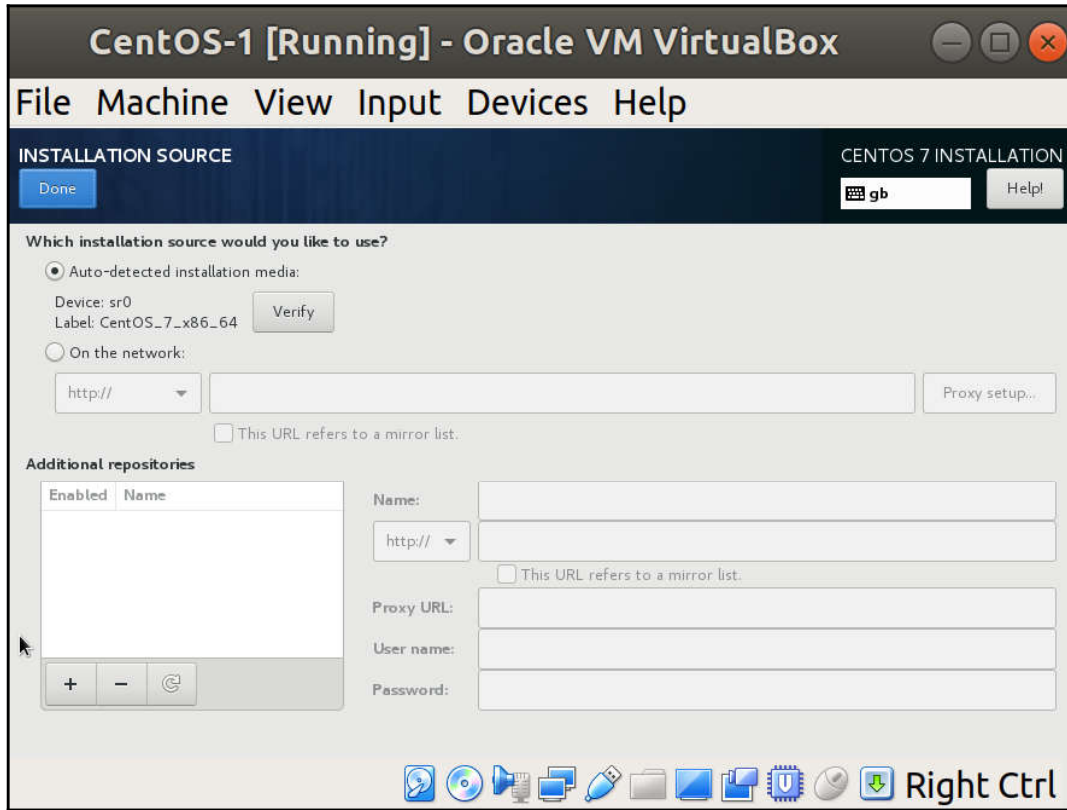 CentOS-1 [Running] - Oracle VM VirtualBox
File Machine View Input Devices Help
INSTALLATION SOURCE
CENTOS 7 INSTALLATION
Done
gb
Help!
Which installation source would you like to use?
Auto-detected installation media:
Device: sr0
Label: CentOS_7_x86_64
Verify
On the network:
http://
Proxy setup...
This URL refers to a mirror list.
Additional repositories
Enabled Name
Name:
http://
This URL refers to a mirror list.
Proxy URL:
User name:
Password:
Right Ctrl